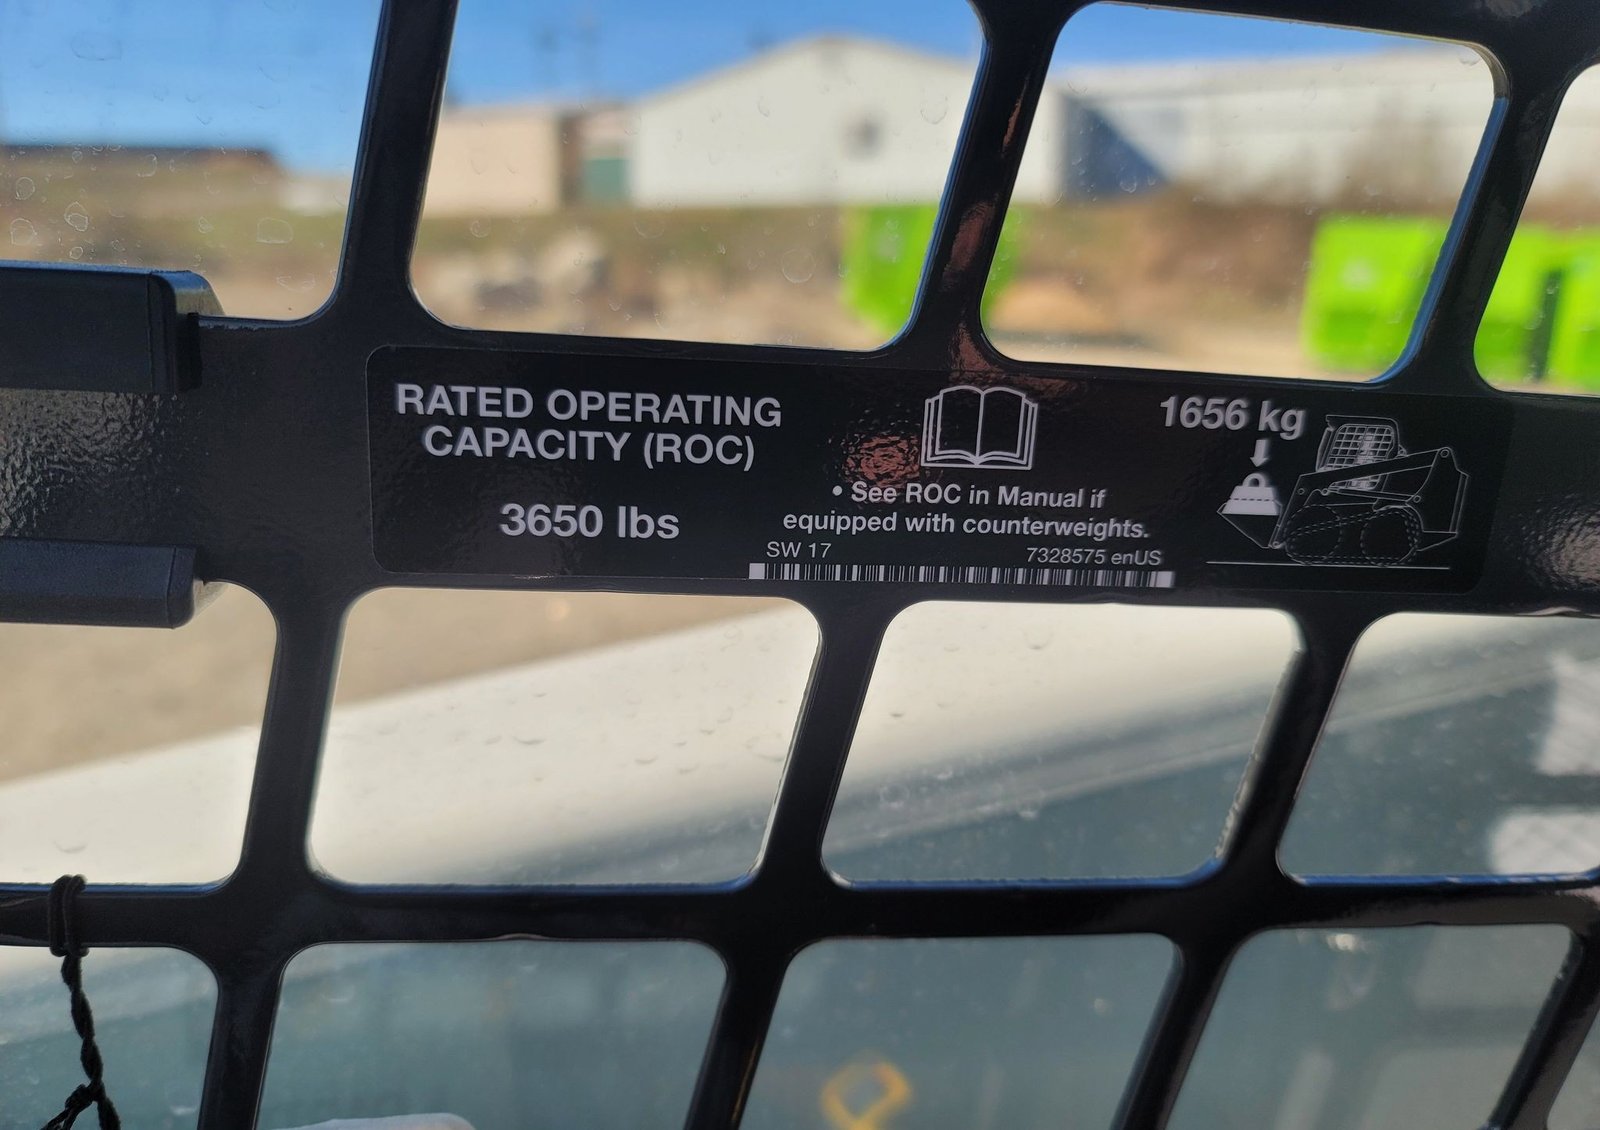 RATED OPERATING
CAPACITY (ROC)
3650 lbs
• See ROC in Manual if
equipped with counterweights.
SW 17
7328575 enUS
1656 kg